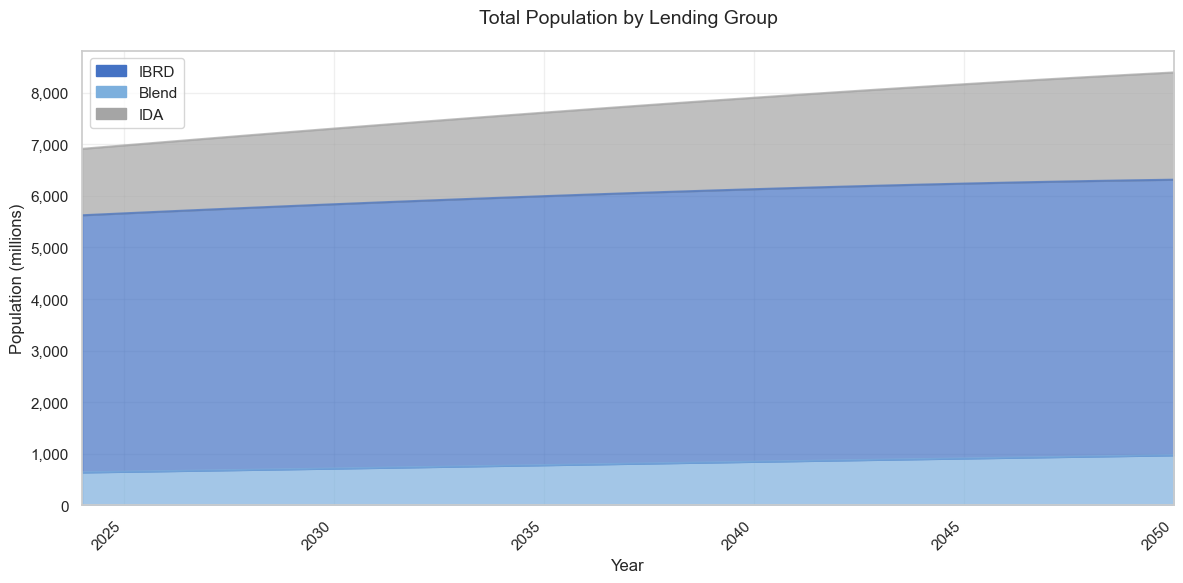 Total Population by Lending Group
IBRD
Blend
IDA
8,000
7,000
6,000
5,000
4,000
3,000
2,000
1,000
0
Population (millions)
2025
2030
2035
2040
2045
2050
Year